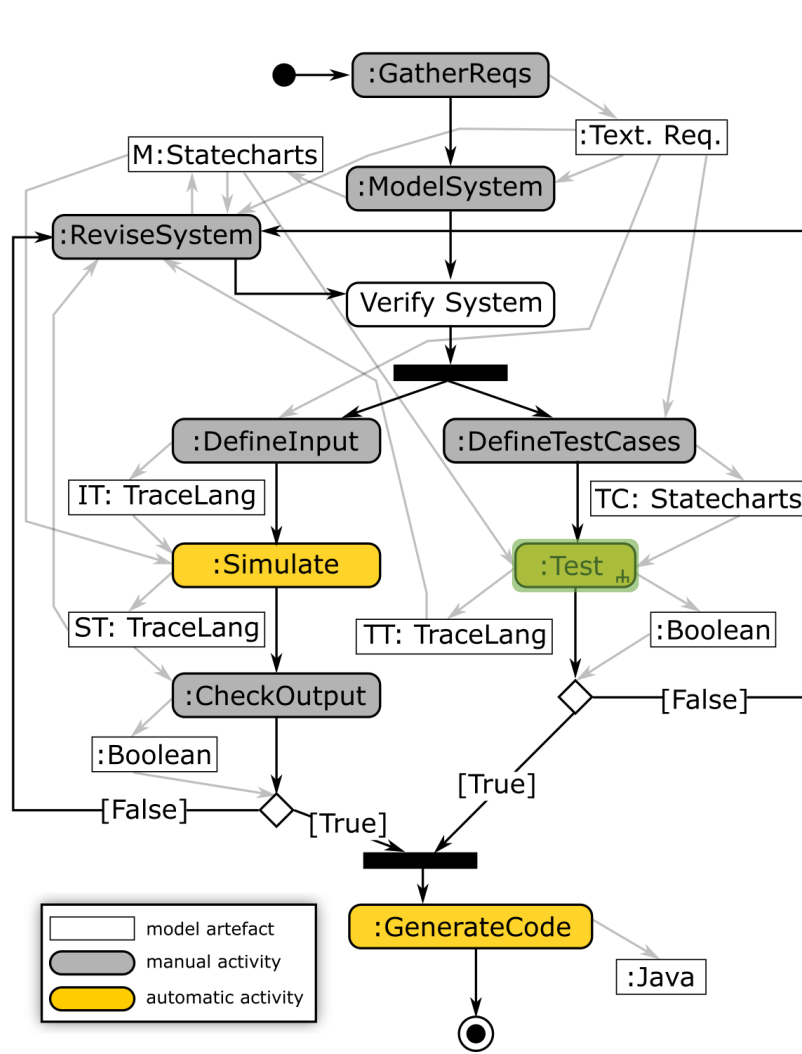 :GatherReqs
:Text. Req.
M:Statecharts
:ModelSystem
:ReviseSystem
Verify System
:DefineInput
:DefineTestCases
IT: TraceLang
TC: Statecharts
:Simulate
:Test
ST: TraceLang
TT: TraceLang
:Boolean
:CheckOutput
[False]
:Boolean
[True]
[False]
[True]
:GenerateCode
model artefact
manual activity
:Java
automatic activity